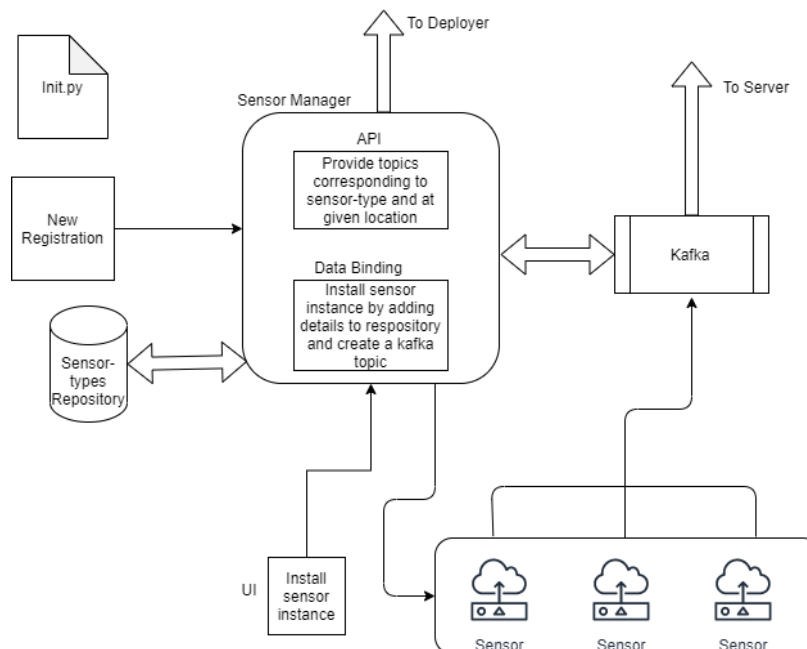 To Deployer
Init.py
Sensor Manager
To Server
API
Provide topics
corresponding to
sensor-type and at
given location
New
Registration
Kafka
Data Binding
Install sensor
instance by adding
details to respository
and create a kafka
topic
Sensor-
types
Repository
UI
Install
sensor
instance
Sensor
Sensor
Sensor